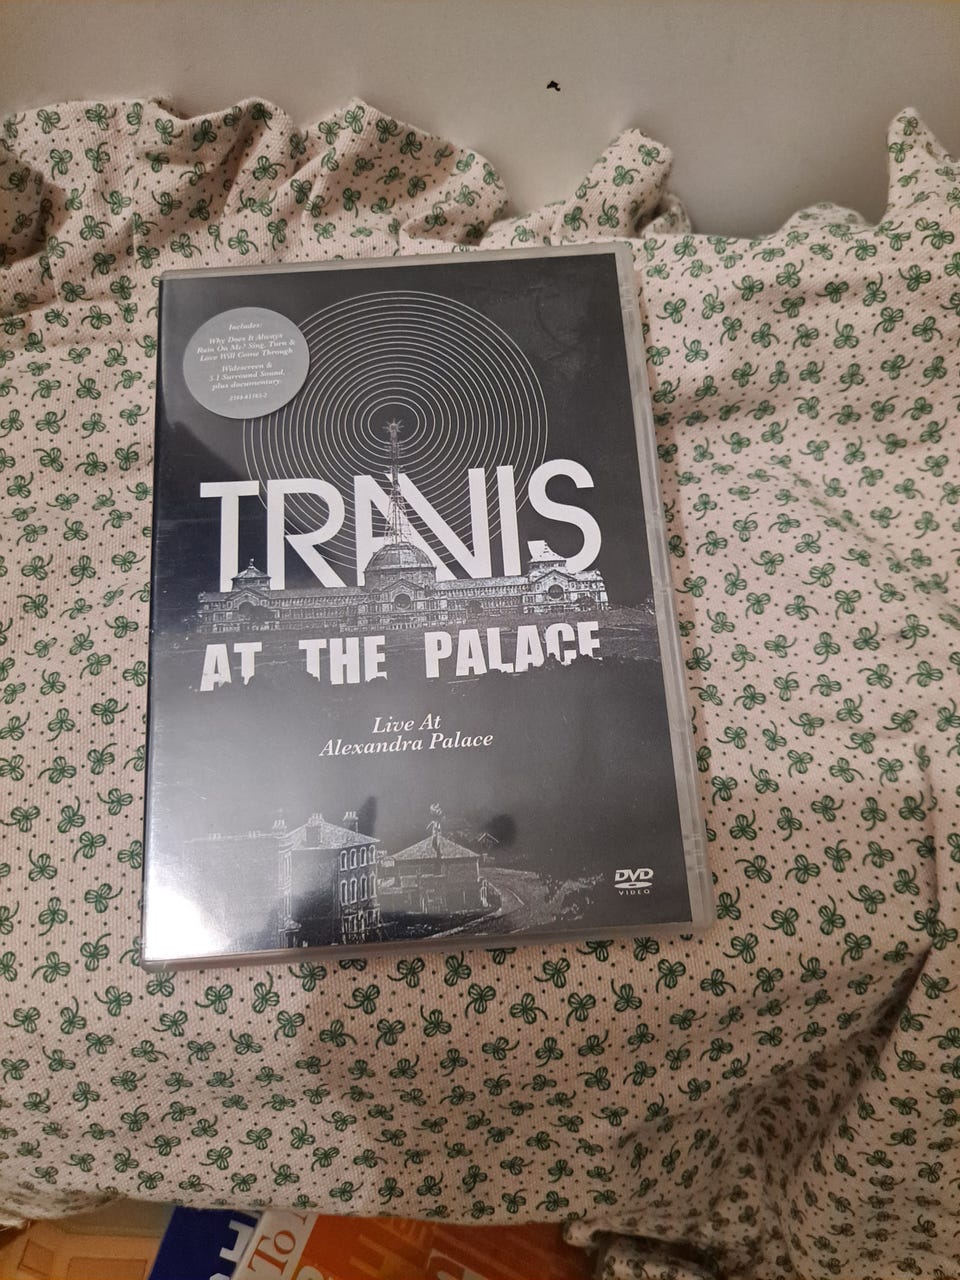 Includes:
Why Does It Always
Rain On Me? Sing, Turn &
Love Will Come Through
Widescreen &
5.1 Surround Sound,
plus documentary.
TRAVIS
AT THE PALACE
Live At
Alexandra Palace
DVD
VIDEO
To